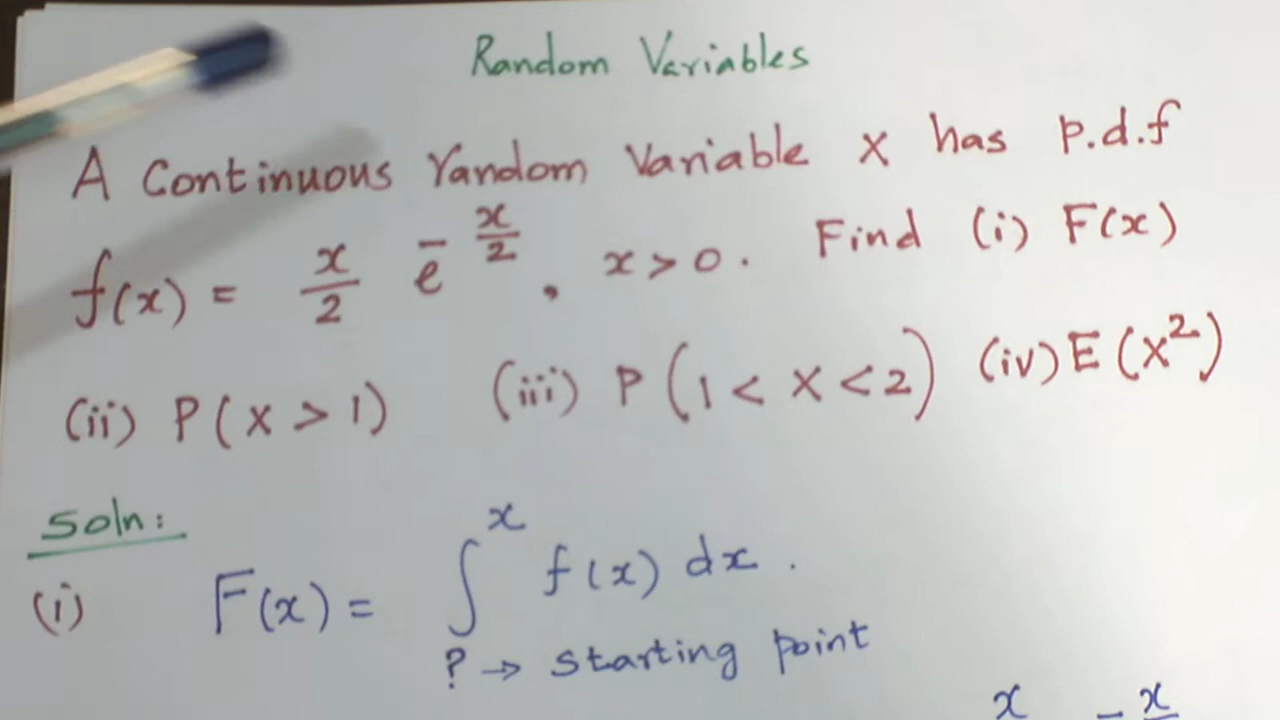 Random Variables
A Continuous random Variable X has p.d.f
f(x) = x/2 e^(-x/2), x > 0. Find (i) F(x)
(ii) P(X > 1) (iii) P(1 < X < 2) (iv) E(X²)
Soln:
(i) F(x) = ∫_?^x f(x) dx.
? → starting point
x - x